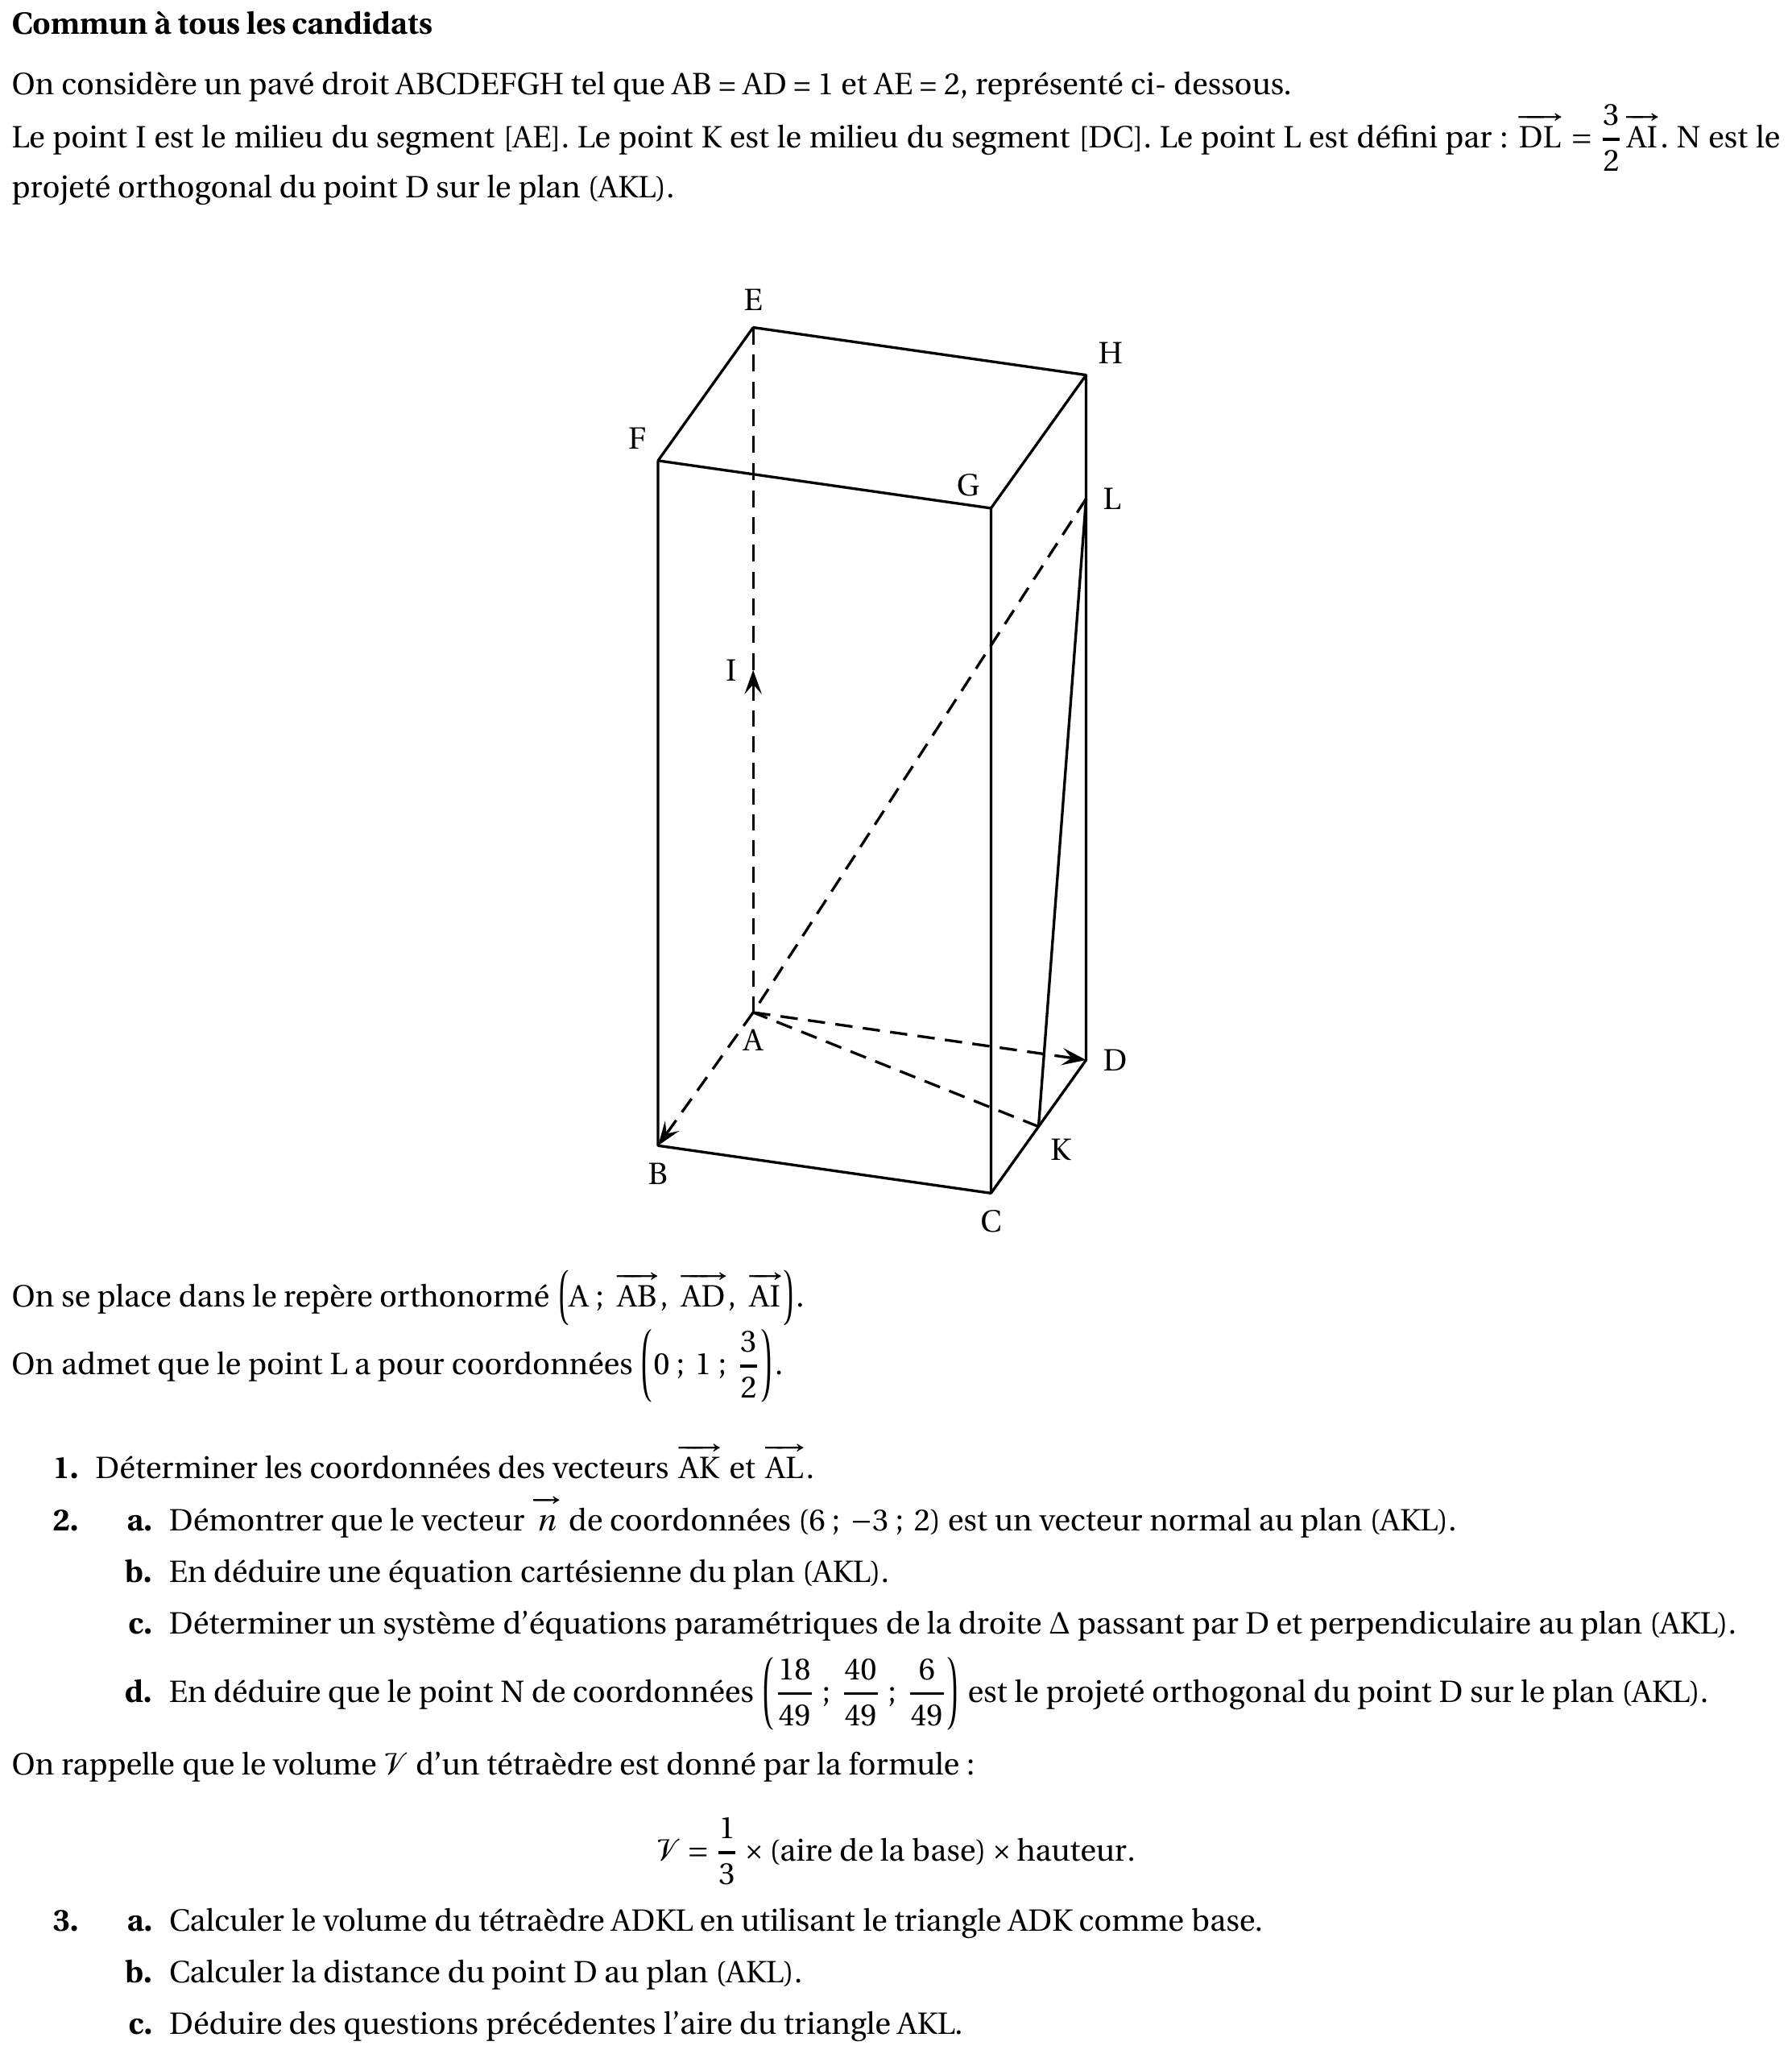 Commun à tous les candidats
On considère un pavé droit ABCDEFGH tel que AB = AD = 1 et AE = 2, représenté ci- dessous.
Le point I est le milieu du segment [AE]. Le point K est le milieu du segment [DC]. Le point L est défini par : $\overrightarrow{DL} = \frac{3}{2}\overrightarrow{AI}$. N est le
projeté orthogonal du point D sur le plan (AKL).
E
H
F
G
L
I
A
D
K
B
C
On se place dans le repère orthonormé $\left(A ; \overrightarrow{AB}, \overrightarrow{AD}, \overrightarrow{AI}\right)$.
On admet que le point L a pour coordonnées $\left(0 ; 1 ; \frac{3}{2}\right)$.
1. Déterminer les coordonnées des vecteurs $\overrightarrow{AK}$ et $\overrightarrow{AL}$.
2. a. Démontrer que le vecteur $\overrightarrow{n}$ de coordonnées (6 ; −3 ; 2) est un vecteur normal au plan (AKL).
b. En déduire une équation cartésienne du plan (AKL).
c. Déterminer un système d'équations paramétriques de la droite Δ passant par D et perpendiculaire au plan (AKL).
d. En déduire que le point N de coordonnées $\left(\frac{18}{49} ; \frac{40}{49} ; \frac{6}{49}\right)$ est le projeté orthogonal du point D sur le plan (AKL).
On rappelle que le volume $\mathcal{V}$ d'un tétraèdre est donné par la formule :
$\mathcal{V} = \frac{1}{3} \times$ (aire de la base) × hauteur.
3. a. Calculer le volume du tétraèdre ADKL en utilisant le triangle ADK comme base.
b. Calculer la distance du point D au plan (AKL).
c. Déduire des questions précédentes l'aire du triangle AKL.